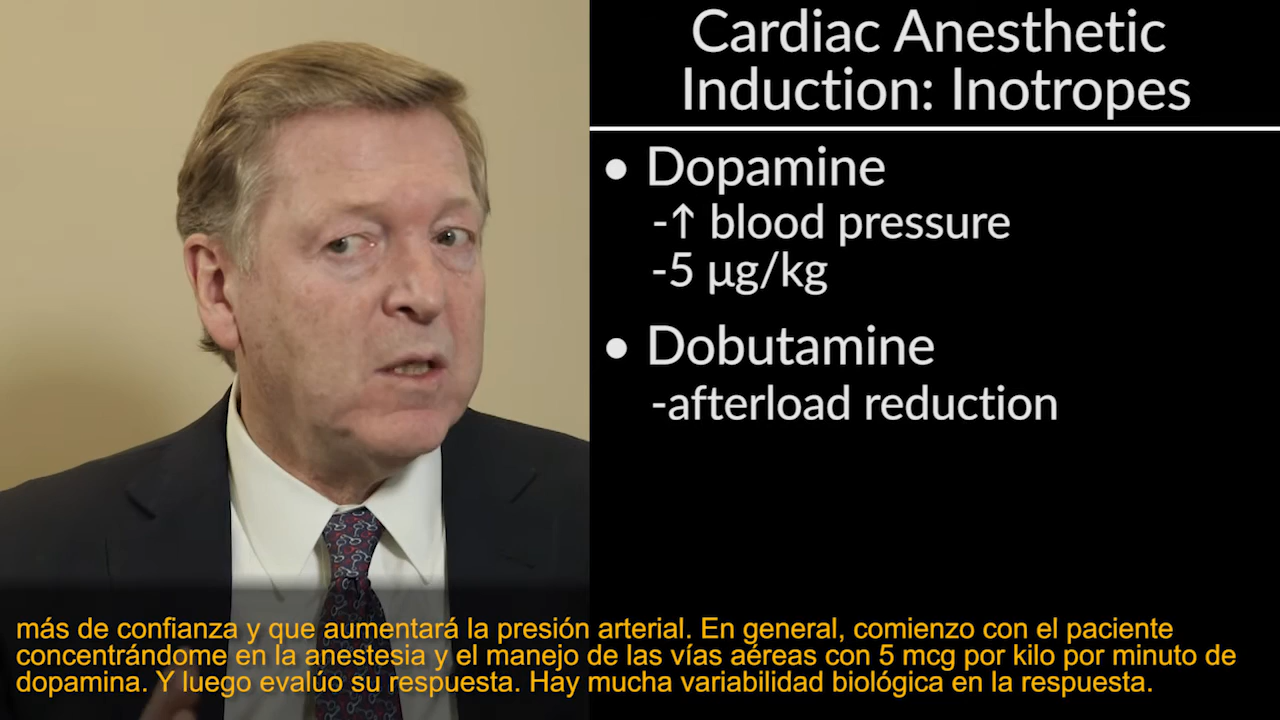 Cardiac Anesthetic
Induction: Inotropes
• Dopamine
-↑ blood pressure
-5 µg/kg
• Dobutamine
-afterload reduction
más de confianza y que aumentará la presión arterial. En general, comienzo con el paciente
concentrándome en la anestesia y el manejo de las vías aéreas con 5 mcg por kilo por minuto de
dopamina. Y luego evalúo su respuesta. Hay mucha variabilidad biológica en la respuesta.